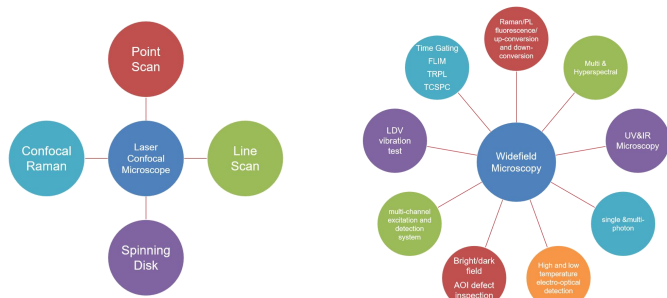 Point
Scan
Confocal
Raman
Laser
Confocal
Microscope
Line
Scan
Spinning
Disk
Raman/PL
fluorescence/
up-conversion
and down-
conversion
Time Gating
FLIM
TRPL
TCSPC
Multi &
Hyperspectral
LDV
vibration
test
Widefield
Microscopy
UV&IR
Microscopy
multi-channel
excitation and
detection
system
single &multi-
photon
Bright/dark
field
AOI defect
inspection
High and low
temperature
electro-optical
detection